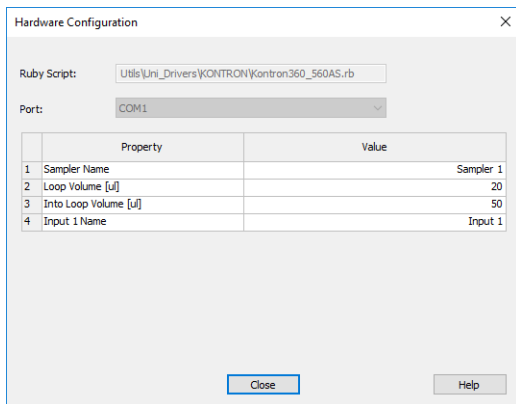 Hardware Configuration
Ruby Script: Utils\Uni_Drivers\KONTRON\Kontron360_560AS.rb
Port: COM1
Property Value
1 Sampler Name Sampler 1
2 Loop Volume [ul] 20
3 Into Loop Volume [ul] 50
4 Input 1 Name Input 1
Close Help